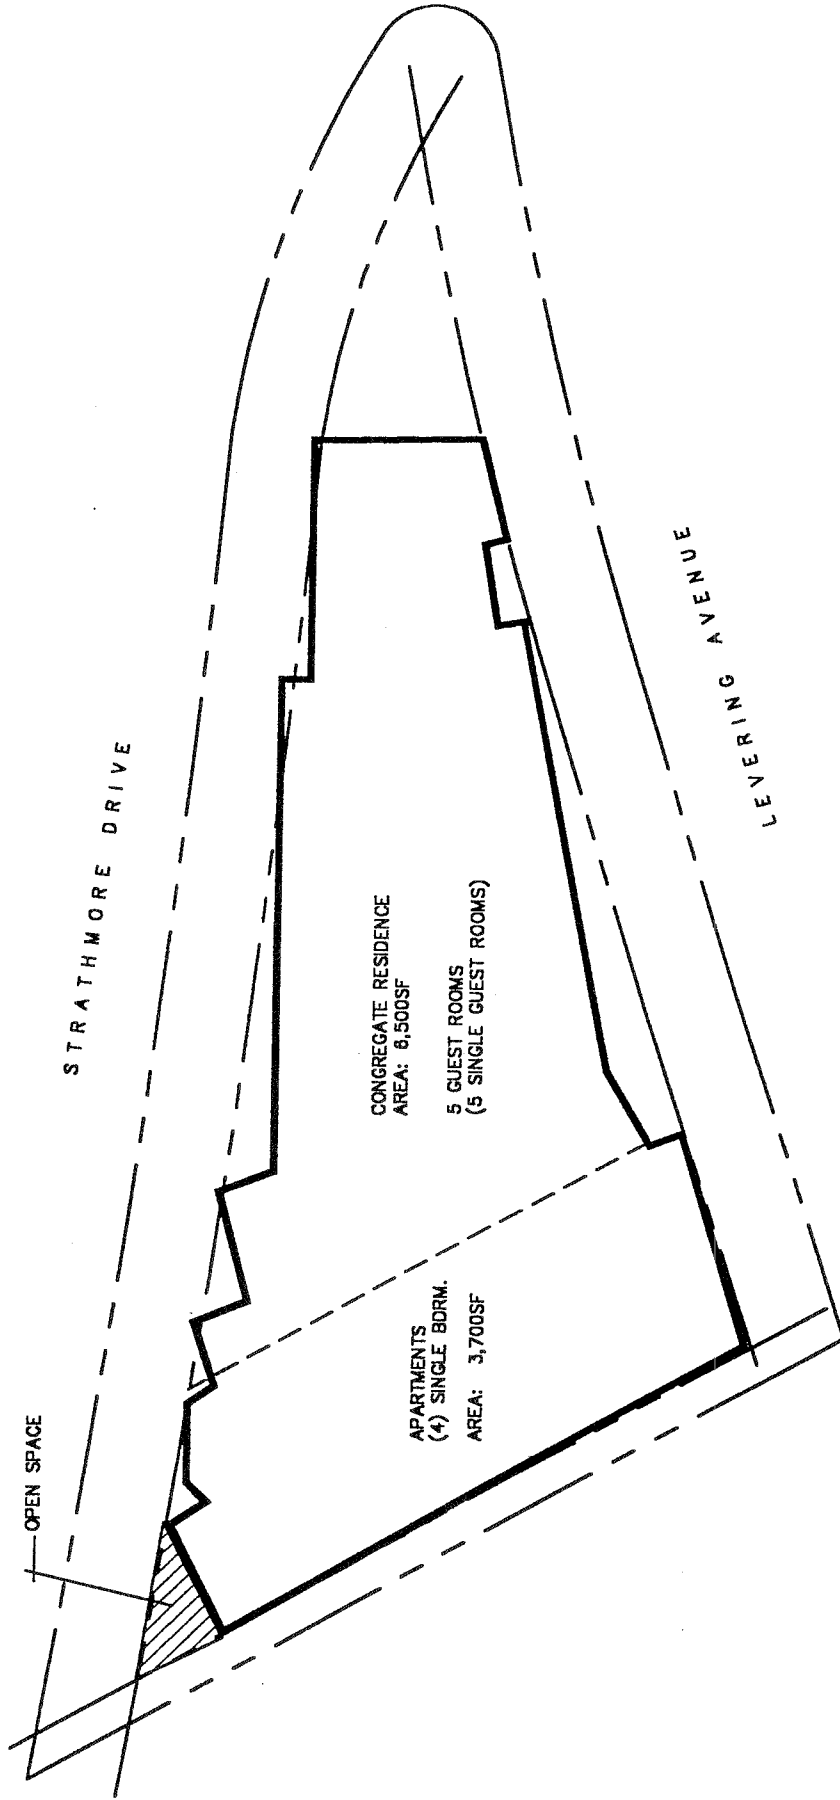 OPEN SPACE
STRATHMORE DRIVE
APARTMENTS
(4) SINGLE BDRM.
AREA: 3,700SF
CONGREGATE RESIDENCE
AREA: 6,500SF
5 GUEST ROOMS
(5 SINGLE GUEST ROOMS)
LEVERING AVENUE